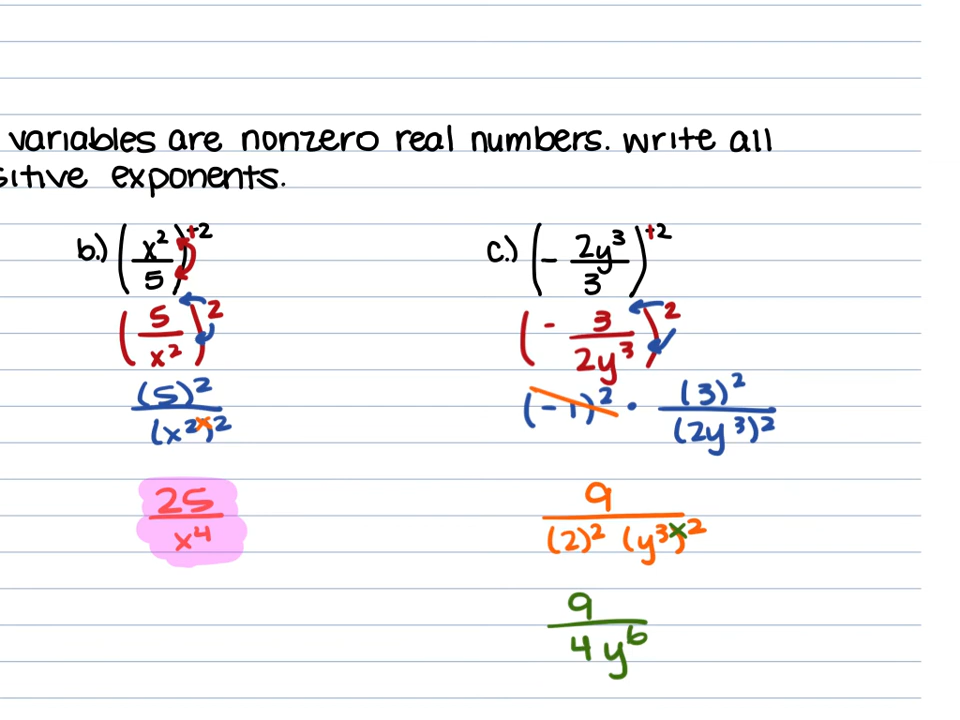 variables are nonzero real numbers. write all
sitive exponents.
b.) (x²/5)⁺²
(5/x²)²
(5)²/(x²ˣ)²
25/x⁴
c.) (- 2y³/3)⁺²
(- 3/2y³)²
(-1)² · (3)²/(2y³)²
9/(2)² (y³ˣ)²
9/4y⁶